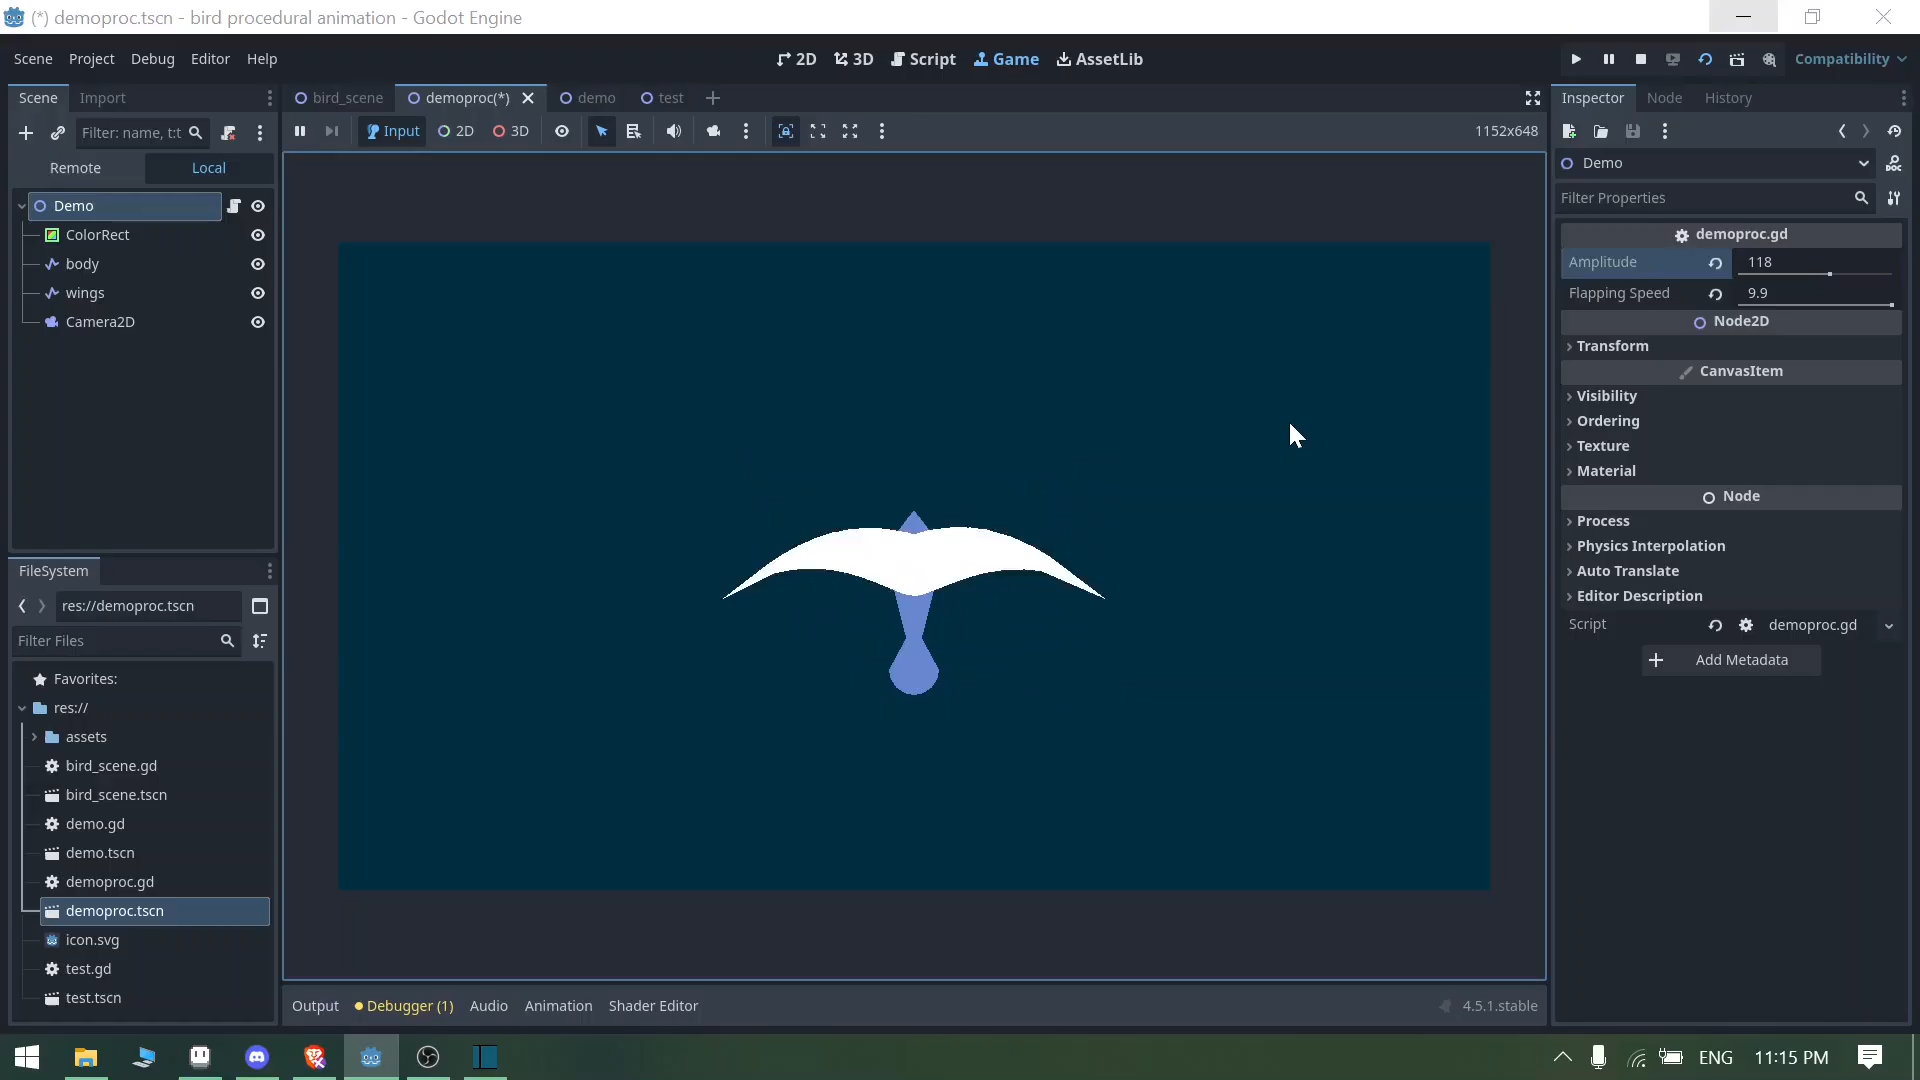 (*) demoproc.tscn - bird procedural animation - Godot Engine
Scene Project Debug Editor Help
2D 3D Script Game AssetLib
Compatibility
Scene Import
bird_scene demoproc(*) demo test
Inspector Node History
Filter: name, t:t
Input 2D 3D
1152x648
Remote Local
Demo
Filter Properties
Demo
ColorRect
body
wings
Camera2D
demoproc.gd
Amplitude 118
Flapping Speed 9.9
Node2D
Transform
CanvasItem
Visibility
Ordering
Texture
Material
Node
Process
Physics Interpolation
Auto Translate
Editor Description
Script demoproc.gd
Add Metadata
FileSystem
res://demoproc.tscn
Filter Files
Favorites:
res://
assets
bird_scene.gd
bird_scene.tscn
demo.gd
demo.tscn
demoproc.gd
demoproc.tscn
icon.svg
test.gd
test.tscn
Output Debugger (1) Audio Animation Shader Editor
4.5.1.stable
ENG 11:15 PM